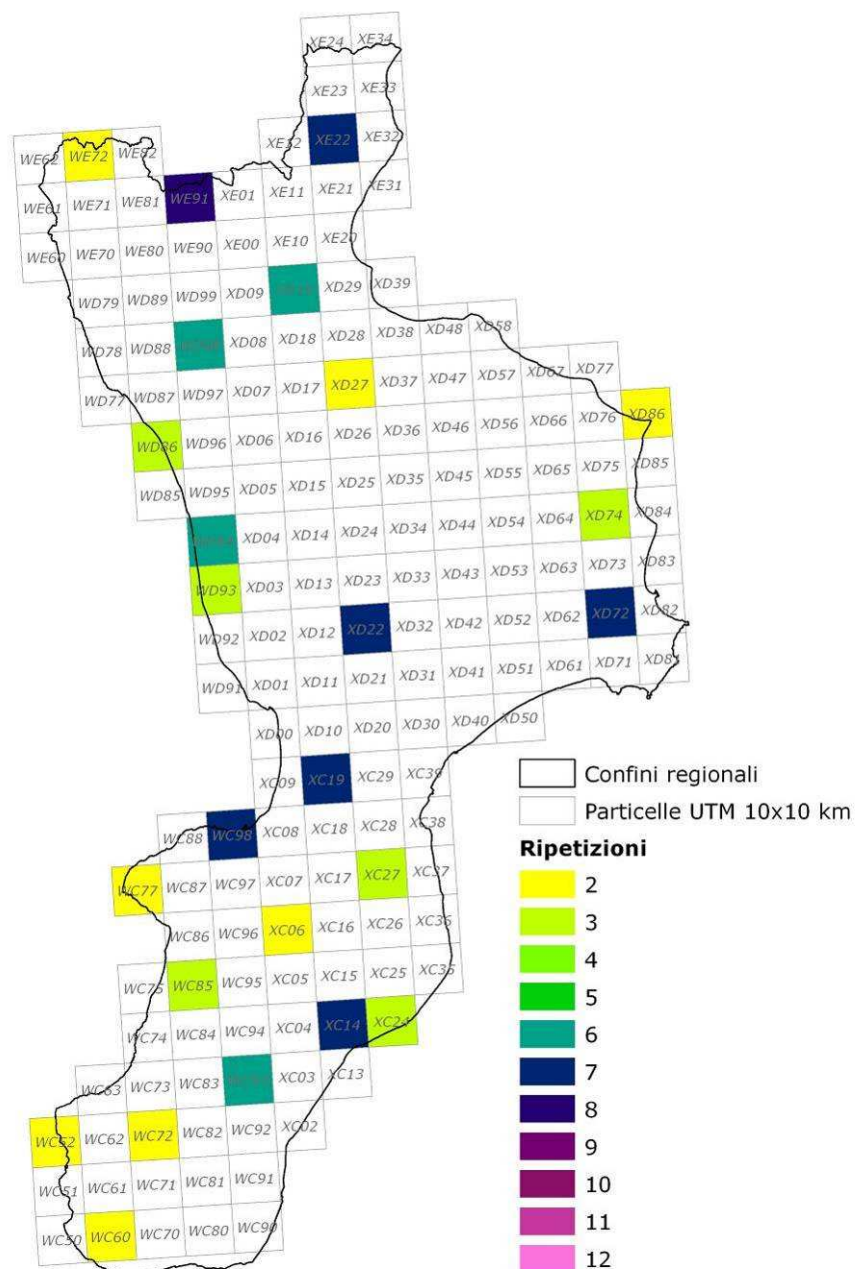 XE24 XE34
XE23 XE33
XE12 XE22 XE32
WE62 WE72 WE82
WE61 WE71 WE81 WE91 XE01 XE11 XE21 XE31
WE60 WE70 WE80 WE90 XE00 XE10 XE20
WD79 WD89 WD99 XD09 XD29 XD39
WD78 WD88 XD08 XD18 XD28 XD38 XD48 XD58
WD77 WD87 WD97 XD07 XD17 XD27 XD37 XD47 XD57 XD67 XD77
WD86 WD96 XD06 XD16 XD26 XD36 XD46 XD56 XD66 XD76 XD86
WD85 WD95 XD05 XD15 XD25 XD35 XD45 XD55 XD65 XD75 XD85
XD04 XD14 XD24 XD34 XD44 XD54 XD64 XD74 XD84
WD93 XD03 XD13 XD23 XD33 XD43 XD53 XD63 XD73 XD83
WD92 XD02 XD12 XD22 XD32 XD42 XD52 XD62 XD72 XD82
WD91 XD01 XD11 XD21 XD31 XD41 XD51 XD61 XD71 XD81
XD00 XD10 XD20 XD30 XD40 XD50
XC09 XC19 XC29 XC39
WC88 WC98 XC08 XC18 XC28 XC38
WC77 WC87 WC97 XC07 XC17 XC27 XC37
WC86 WC96 XC06 XC16 XC26 XC36
WC75 WC85 WC95 XC05 XC15 XC25 XC35
WC74 WC84 WC94 XC04 XC14 XC24
WC63 WC73 WC83 XC03 XC13
WC52 WC62 WC72 WC82 WC92 XC02
WC51 WC61 WC71 WC81 WC91
WC50 WC60 WC70 WC80 WC90
Confini regionali
Particelle UTM 10x10 km
Ripetizioni
2
3
4
5
6
7
8
9
10
11
12